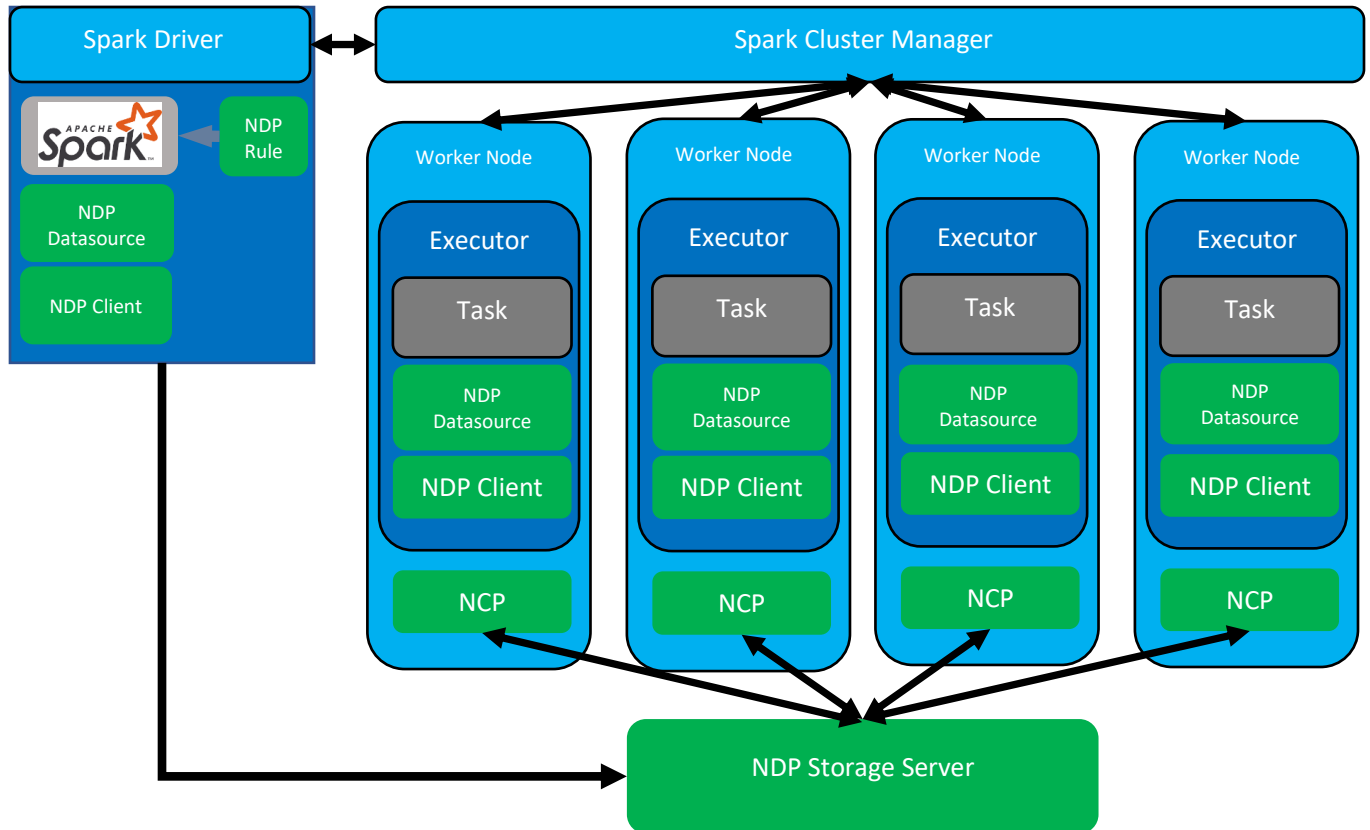 Spark Driver
Spark Cluster Manager
APACHE
Spark
NDP
Rule
NDP
Datasource
NDP Client
Worker Node
Executor
Task
NDP
Datasource
NDP Client
NCP
Worker Node
Executor
Task
NDP
Datasource
NDP Client
NCP
Worker Node
Executor
Task
NDP
Datasource
NDP Client
NCP
Worker Node
Executor
Task
NDP
Datasource
NDP Client
NCP
NDP Storage Server